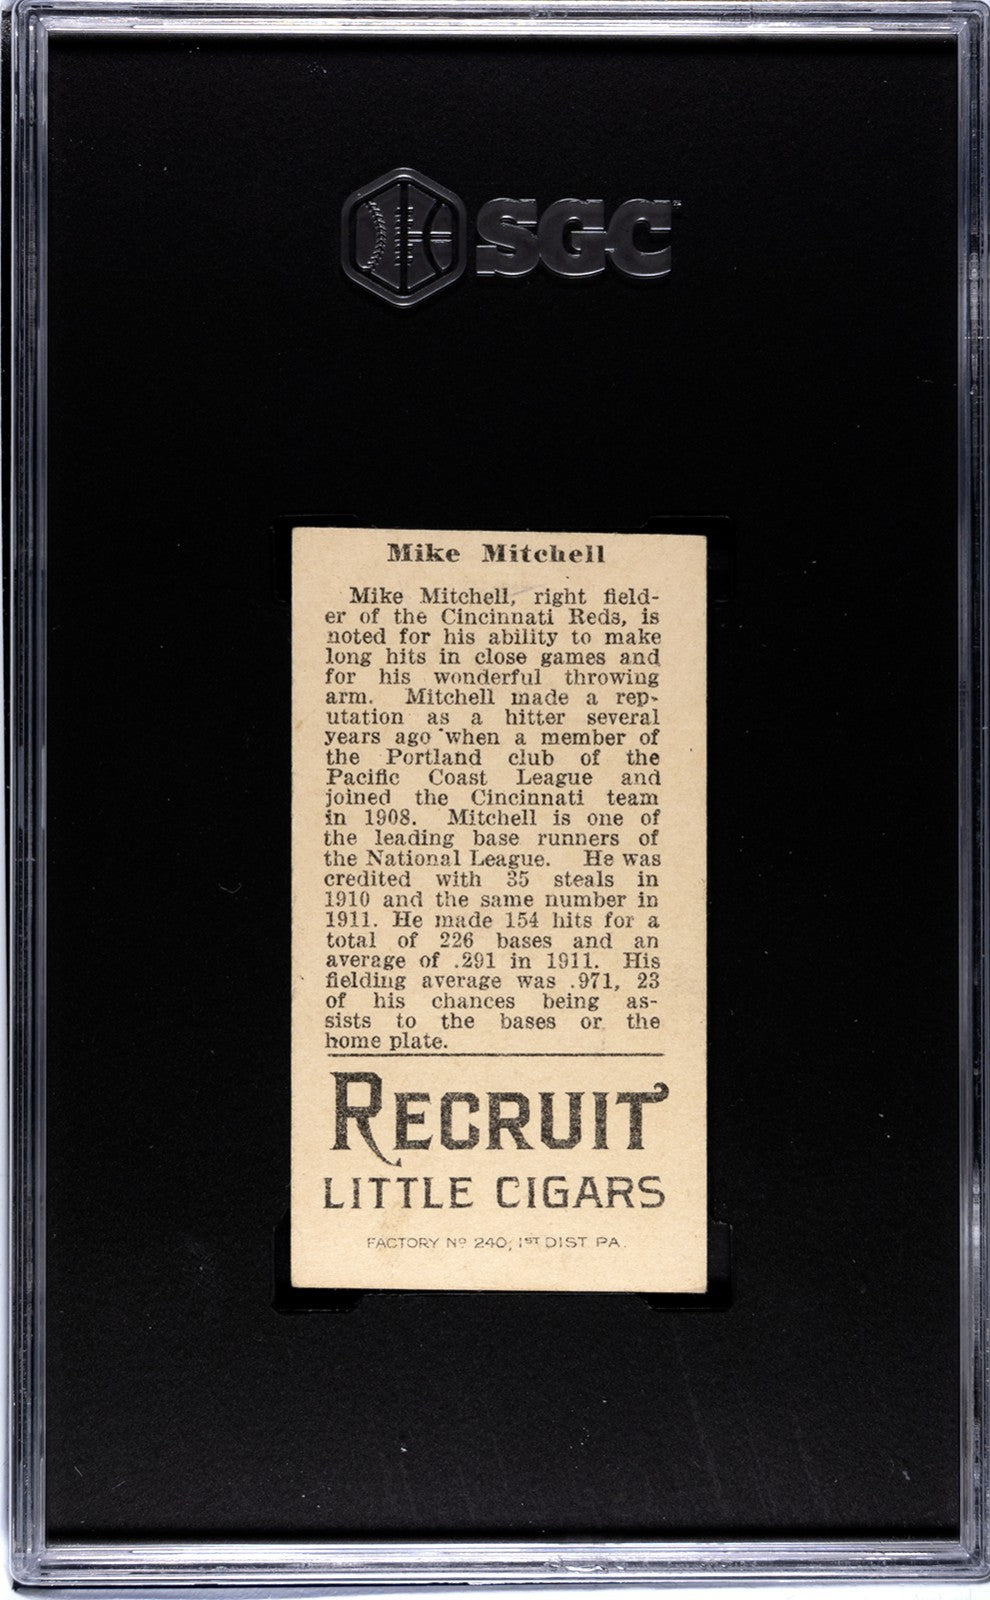 SGC
Mike Mitchell
Mike Mitchell, right field-
er of the Cincinnati Reds, is
noted for his ability to make
long hits in close games and
for his wonderful throwing
arm. Mitchell made a rep-
utation as a hitter several
years ago when a member of
the Portland club of the
Pacific Coast League and
joined the Cincinnati team
in 1908. Mitchell is one of
the leading base runners of
the National League. He was
credited with 35 steals in
1910 and the same number in
1911. He made 154 hits for a
total of 226 bases and an
average of .291 in 1911. His
fielding average was .971, 23
of his chances being as-
sists to the bases or the
home plate.
RECRUIT
LITTLE CIGARS
FACTORY Nº 240, 1ST DIST PA.